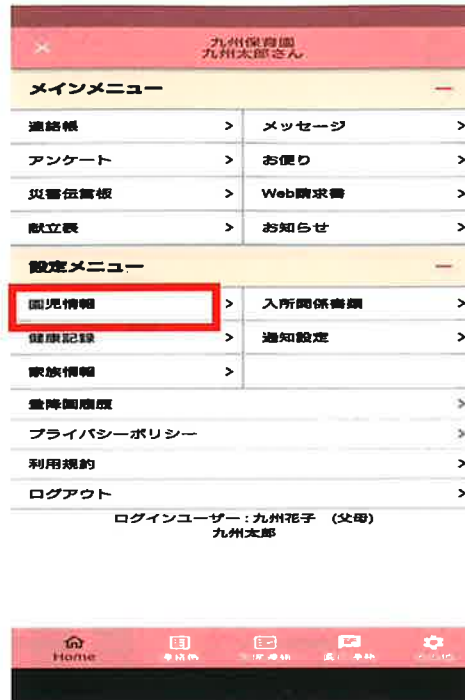 ×
九州保育園
九州太郎さん
メインメニュー −
連絡帳 > メッセージ >
アンケート > お便り >
災害伝言板 > Web請求書 >
献立表 > お知らせ >
設定メニュー −
園児情報 > 入所関係書類 >
健康記録 > 通知設定 >
家族情報 >
登降園履歴 >
プライバシーポリシー >
利用規約 >
ログアウト >
ログインユーザー：九州花子　(父母)
九州太郎
Home